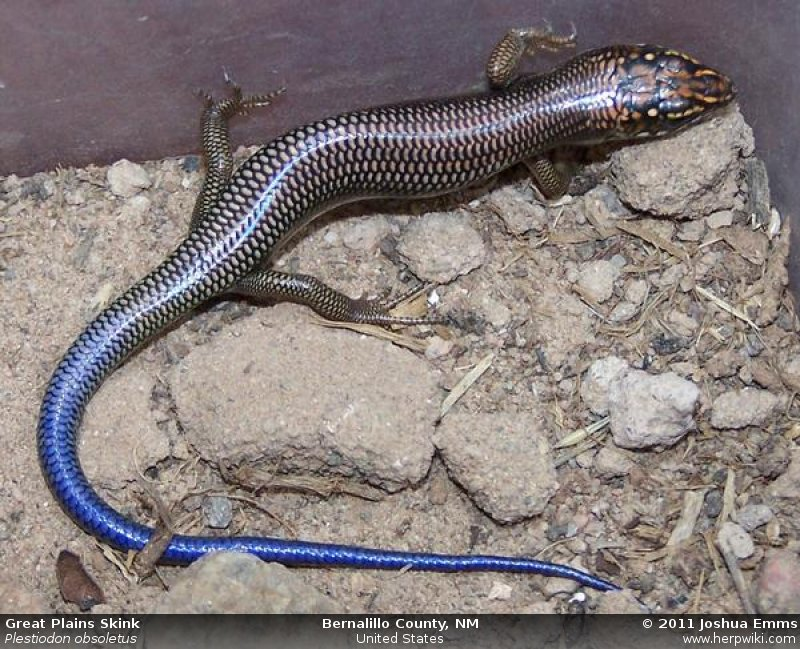 Great Plains Skink Bernalillo County, NM © 2011 Joshua Emms
Plestiodon obsoletus United States www.herpwiki.com